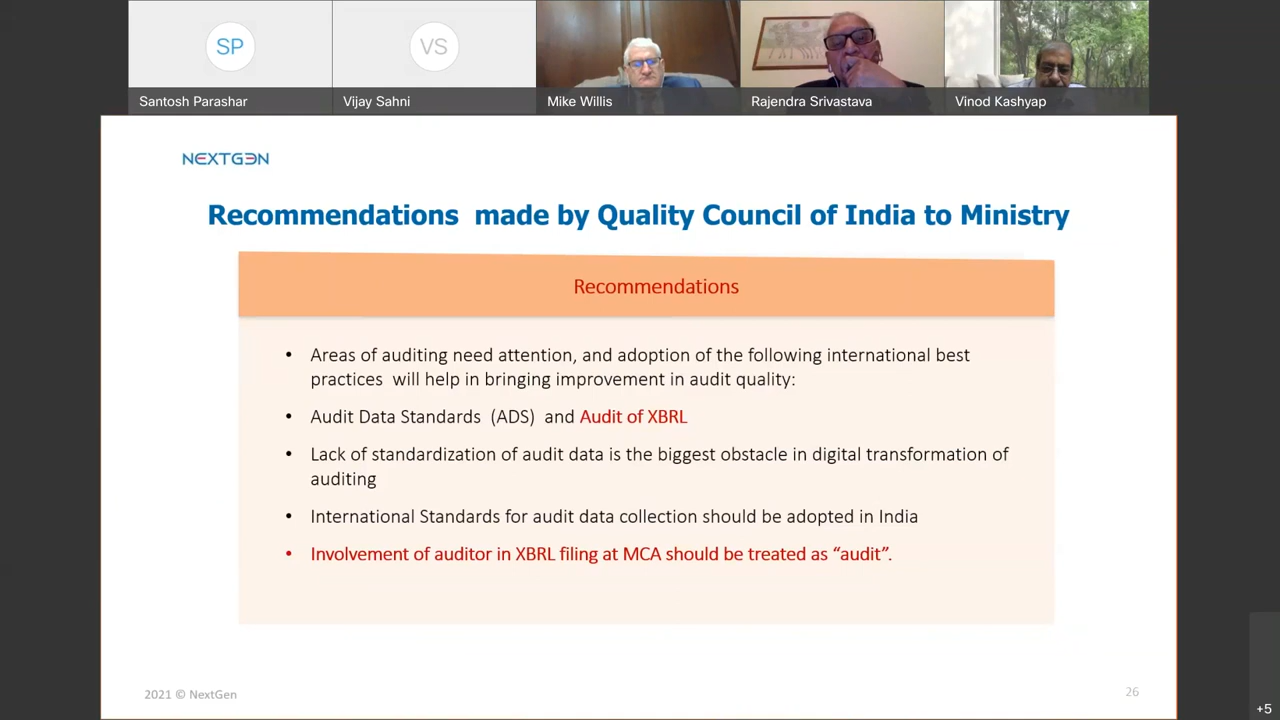 SP
VS
Santosh Parashar
Vijay Sahni
Mike Willis
Rajendra Srivastava
Vinod Kashyap
NEXTGEN
Recommendations made by Quality Council of India to Ministry
Recommendations
• Areas of auditing need attention, and adoption of the following international best
practices will help in bringing improvement in audit quality:
• Audit Data Standards (ADS) and Audit of XBRL
• Lack of standardization of audit data is the biggest obstacle in digital transformation of
auditing
• International Standards for audit data collection should be adopted in India
• Involvement of auditor in XBRL filing at MCA should be treated as “audit”.
2021 © NextGen
26
+5